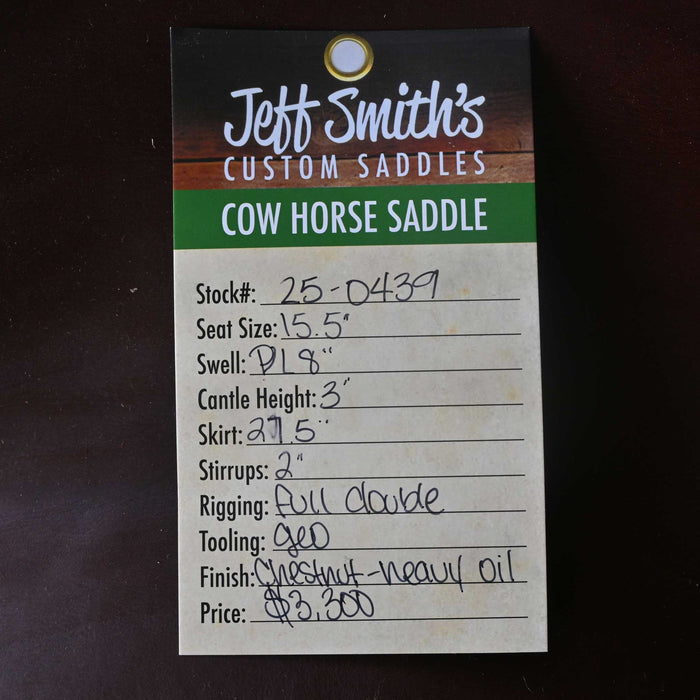 Jeff Smith's
CUSTOM SADDLES
COW HORSE SADDLE
Stock#: 25-0439
Seat Size: 15.5"
Swell: PL 8"
Cantle Height: 3"
Skirt: 27.5"
Stirrups: 2"
Rigging: full double
Tooling: geo
Finish: Chestnut-heavy oil
Price: $3,300